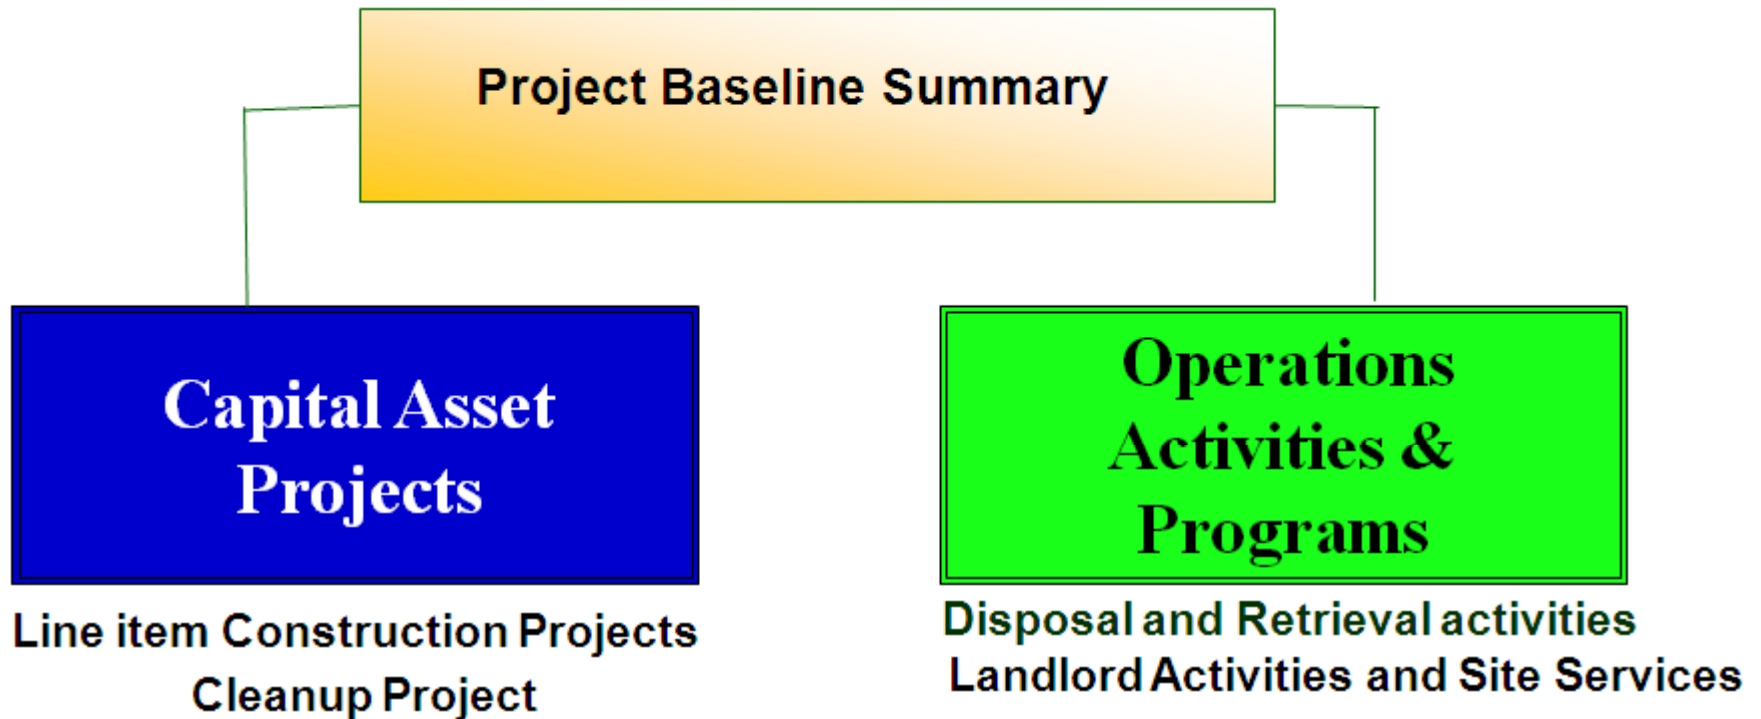 Project Baseline Summary
Capital Asset
Projects
Operations
Activities &
Programs
Line item Construction Projects
Cleanup Project
Disposal and Retrieval activities
Landlord Activities and Site Services